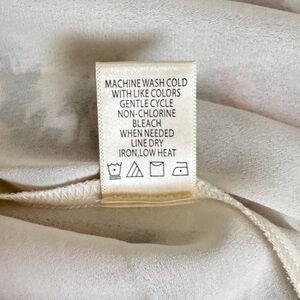 MACHINE WASH COLD
WITH LIKE COLORS
GENTLE CYCLE
NON-CHLORINE
BLEACH
WHEN NEEDED
LINE DRY
IRON,LOW HEAT